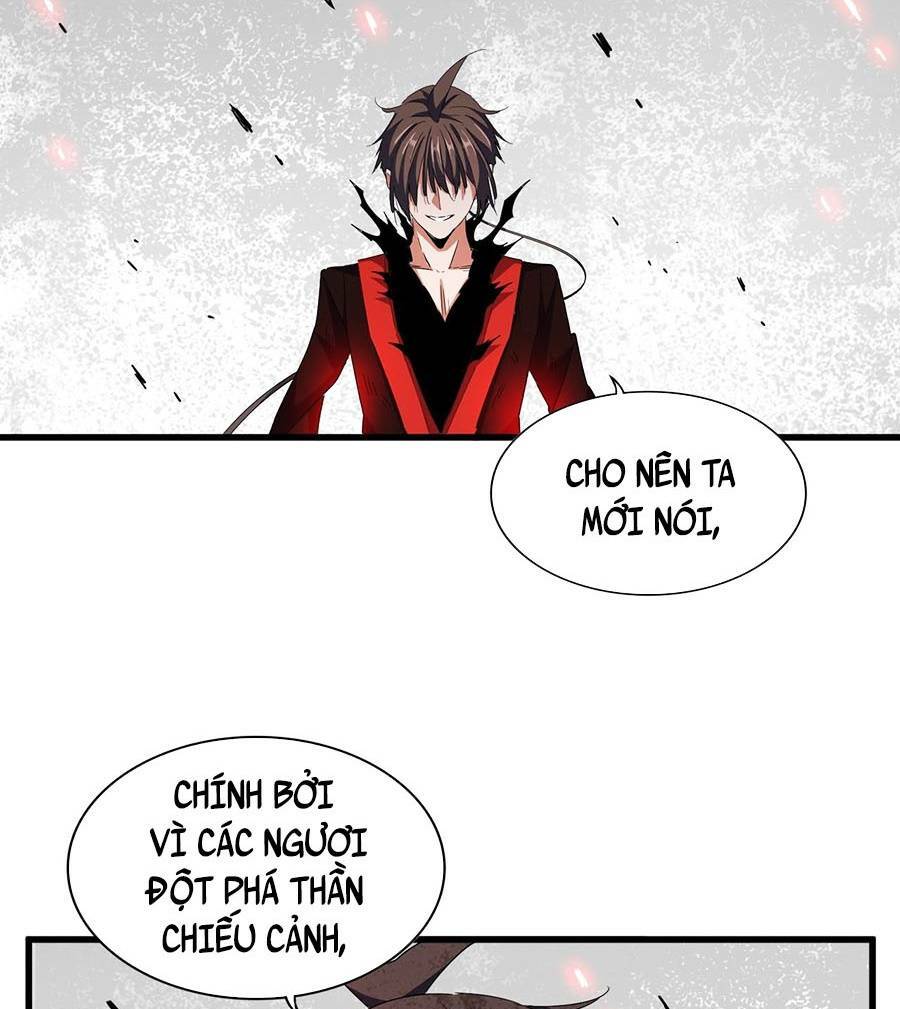 CHO NÊN TA
MỚI NÓI,
CHÍNH BỞI
VÌ CÁC NGƯƠI
ĐỘT PHÁ THẦN
CHIẾU CẢNH,